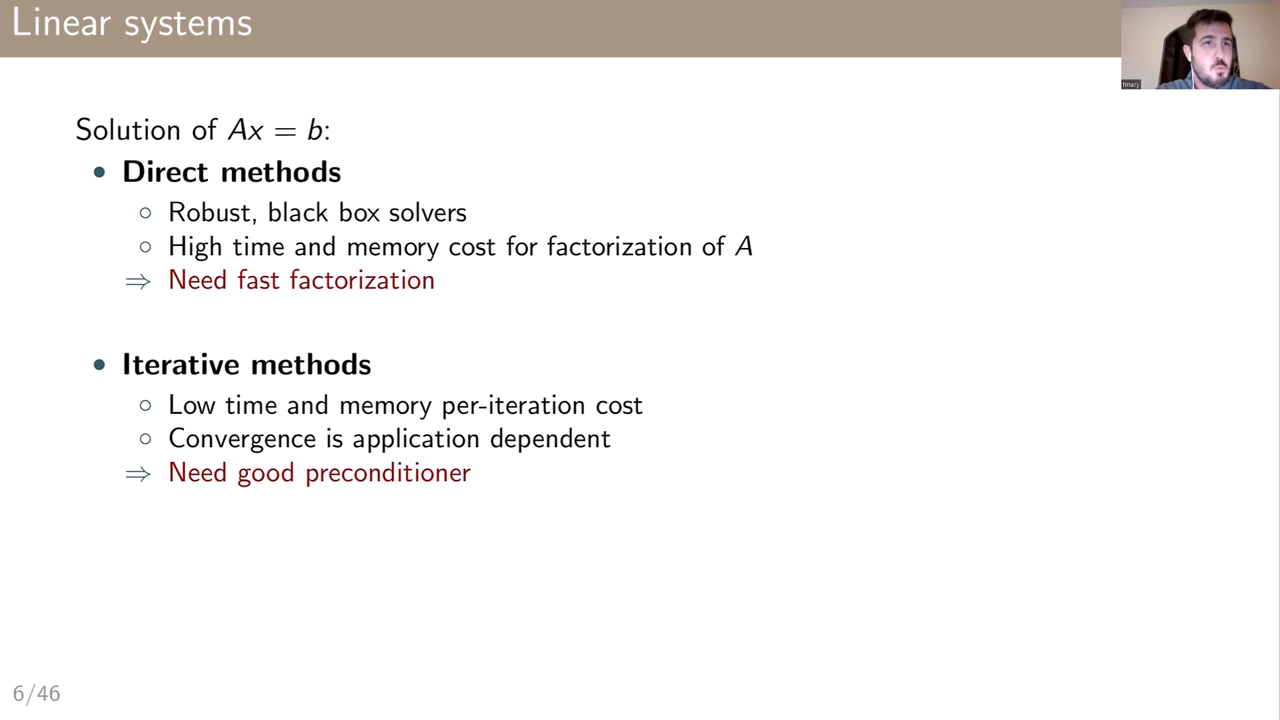 Linear systems
tmary
Solution of Ax = b:
• Direct methods
○ Robust, black box solvers
○ High time and memory cost for factorization of A
⇒ Need fast factorization
• Iterative methods
○ Low time and memory per-iteration cost
○ Convergence is application dependent
⇒ Need good preconditioner
6/46